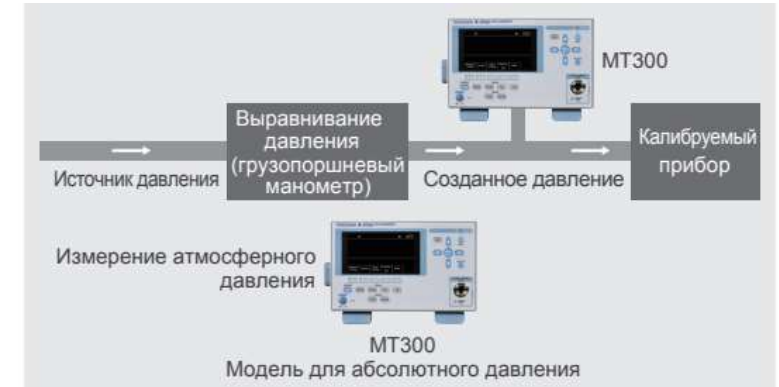 MT300
Выравнивание
давления
(грузопоршневый
манометр)
Калибруемый
прибор
Источник давления
Созданное давление
Измерение атмосферного
давления
MT300
Модель для абсолютного давления